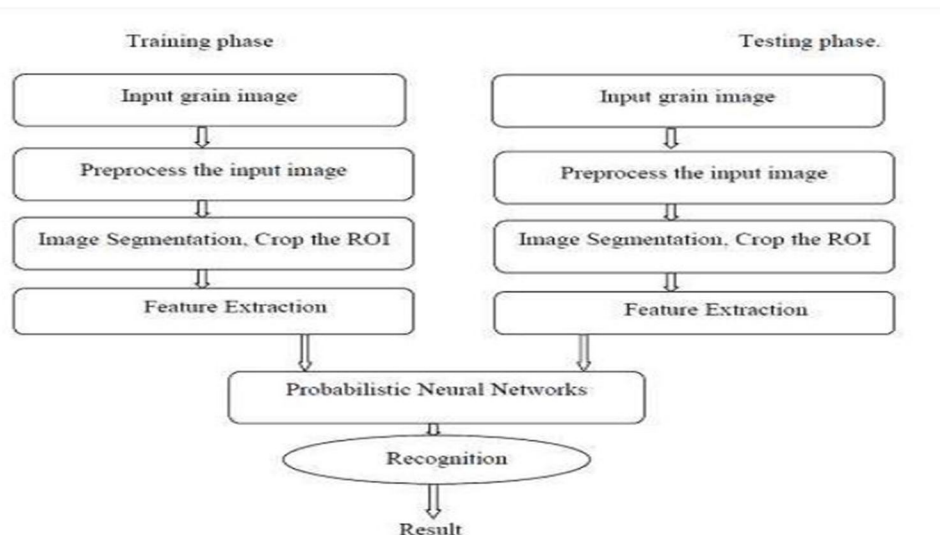 Training phase
Testing phase.
Input grain image
Input grain image
Preprocess the input image
Preprocess the input image
Image Segmentation, Crop the ROI
Image Segmentation, Crop the ROI
Feature Extraction
Feature Extraction
Probabilistic Neural Networks
Recognition
Result